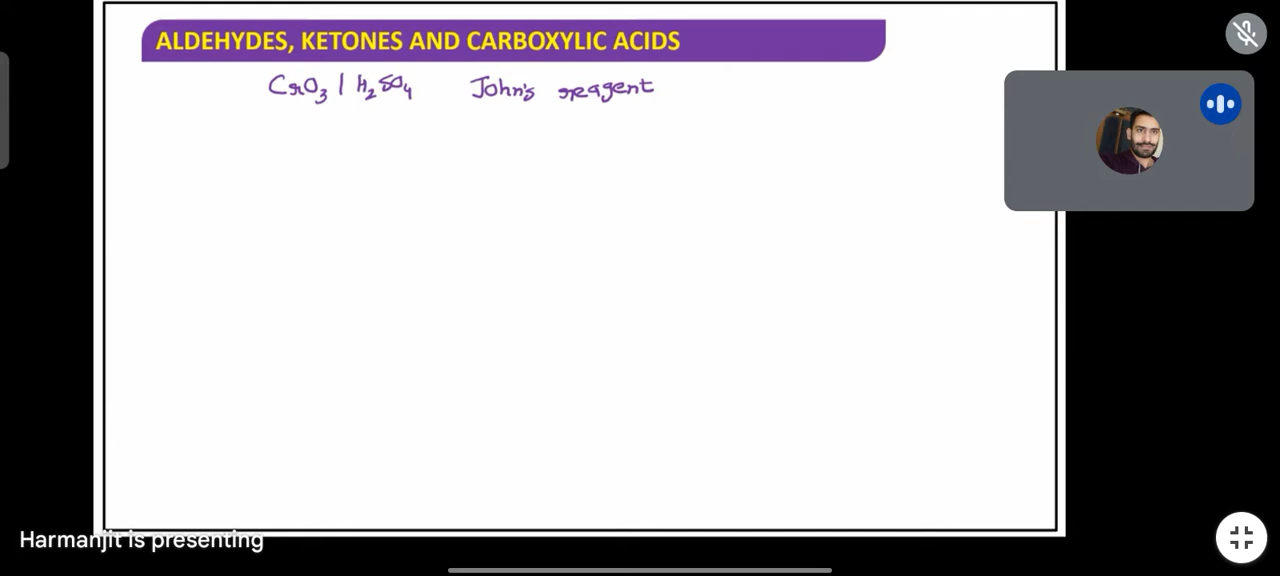 ALDEHYDES, KETONES AND CARBOXYLIC ACIDS
CrO3 | H2SO4 John's reagent
Harmanjit is presenting